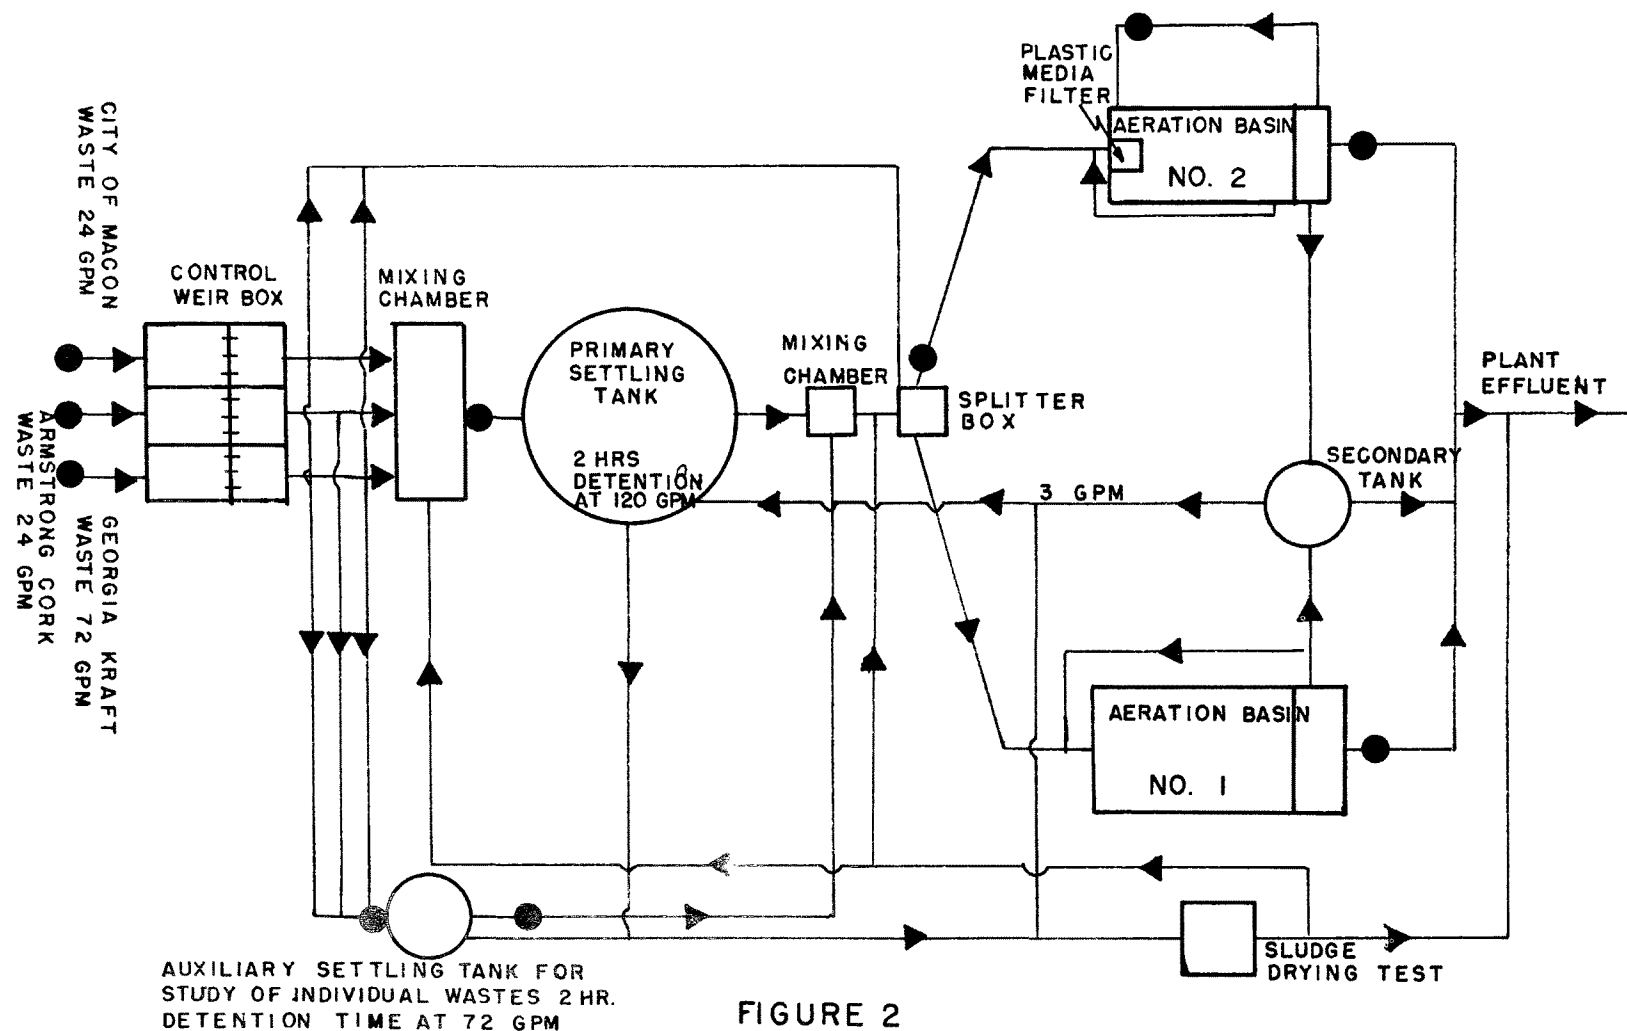 CITY OF MACON
WASTE 24 GPM
ARMSTRONG CORK
WASTE 24 GPM
GEORGIA KRAFT
WASTE 72 GPM
CONTROL
WEIR BOX
MIXING
CHAMBER
PRIMARY
SETTLING
TANK
2 HRS
DETENTION
AT 120 GPM
MIXING
CHAMBER
SPLITTER
BOX
PLASTIC
MEDIA
FILTER
AERATION BASIN
NO. 2
PLANT
EFFLUENT
SECONDARY
TANK
3 GPM
AERATION BASIN
NO. 1
SLUDGE
DRYING TEST
AUXILIARY SETTLING TANK FOR
STUDY OF INDIVIDUAL WASTES 2 HR.
DETENTION TIME AT 72 GPM
FIGURE 2